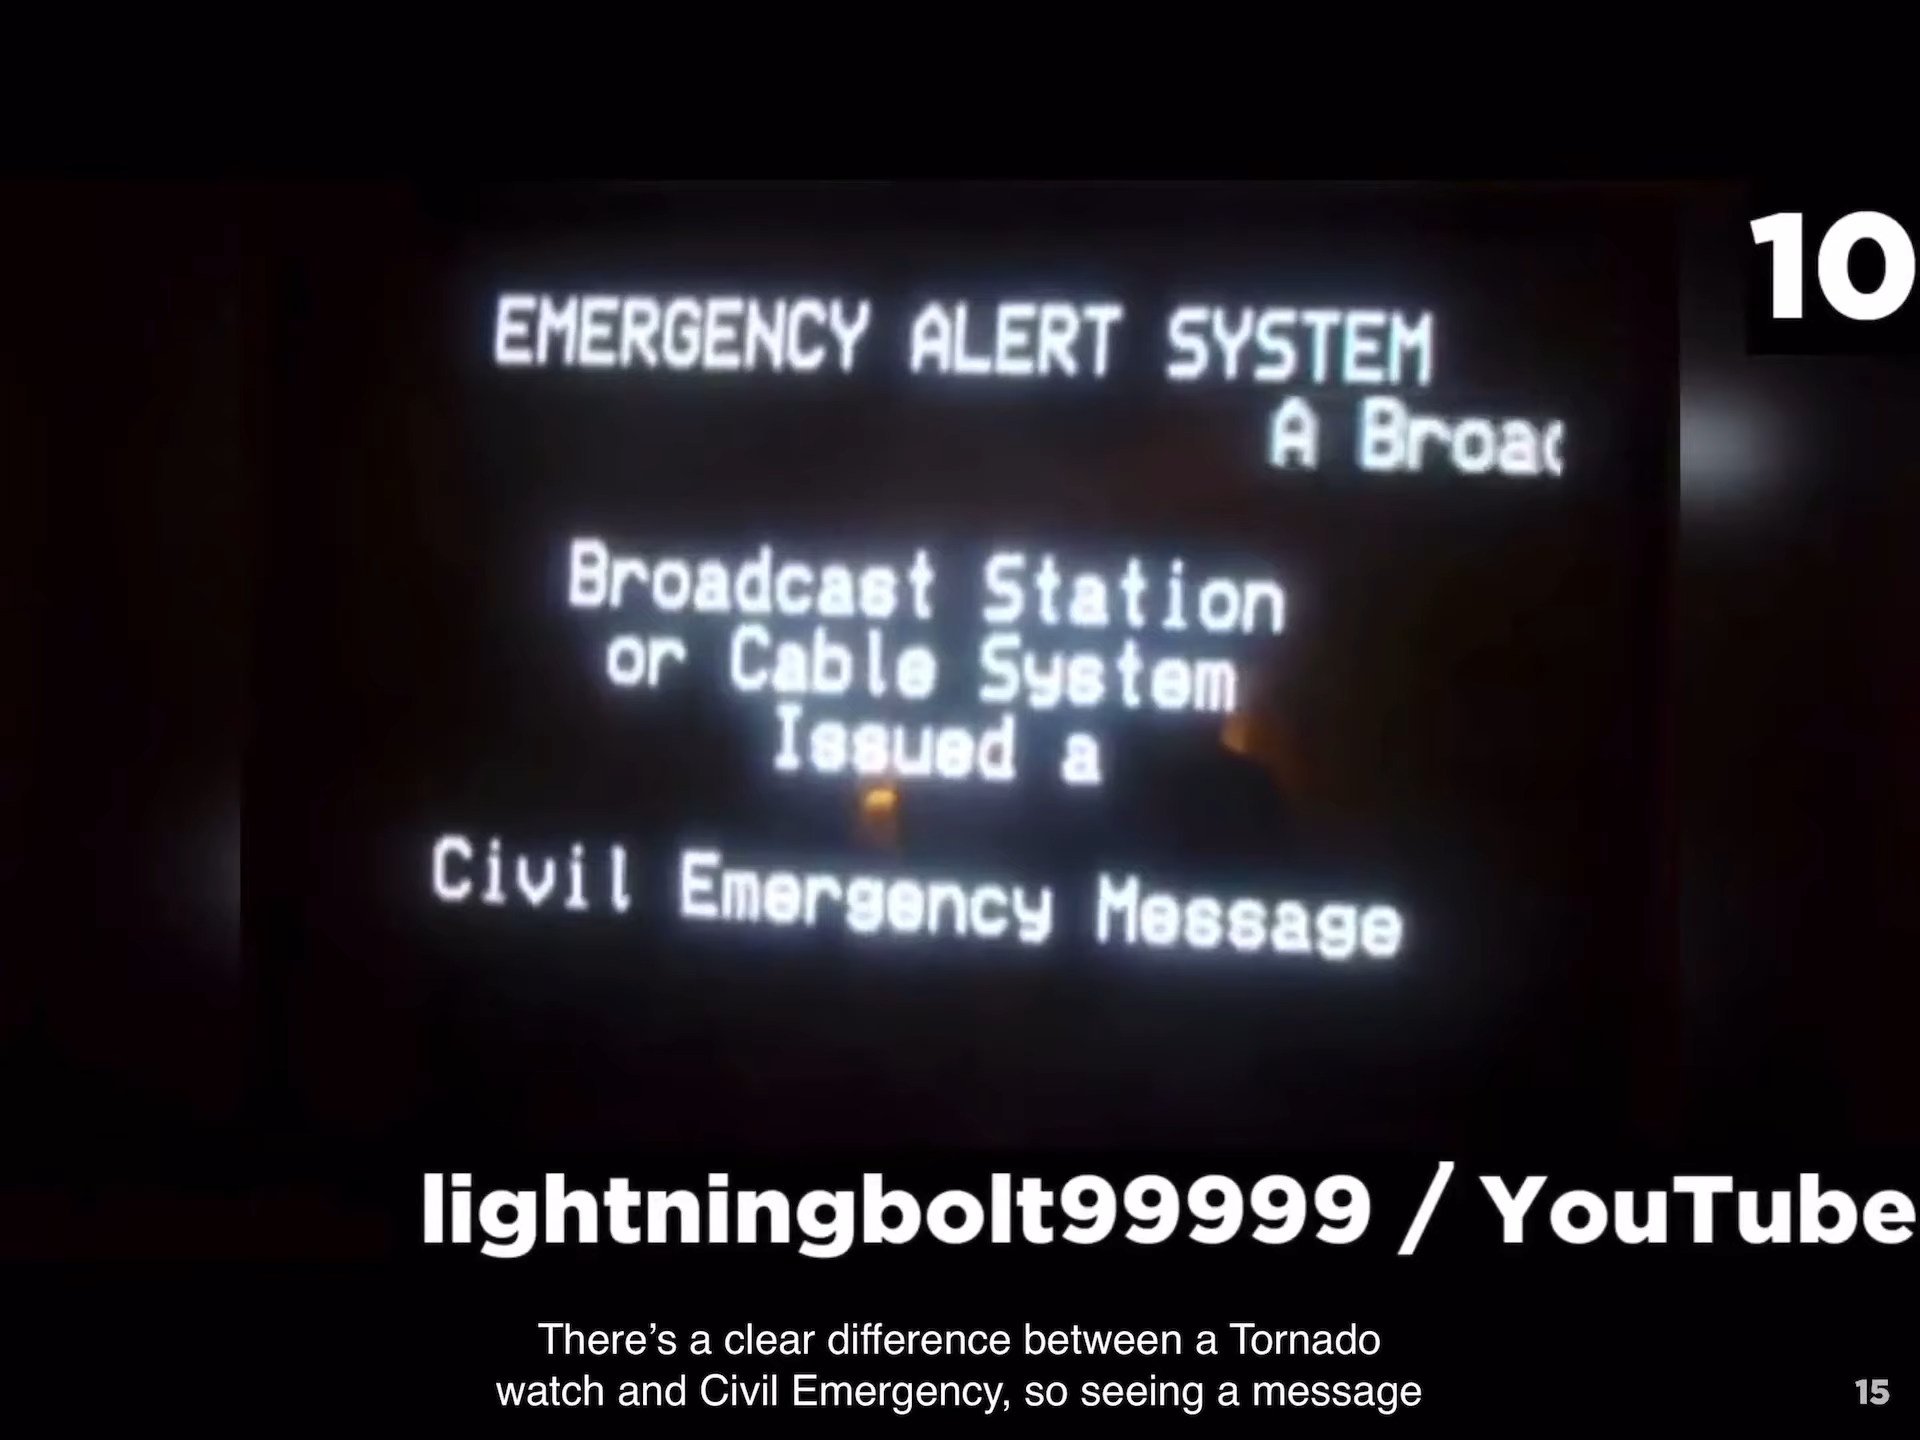 10
EMERGENCY ALERT SYSTEM
A Broac
Broadcast Station
or Cable System
Issued a
Civil Emergency Message
lightningbolt99999 / YouTube
There's a clear difference between a Tornado
watch and Civil Emergency, so seeing a message
15